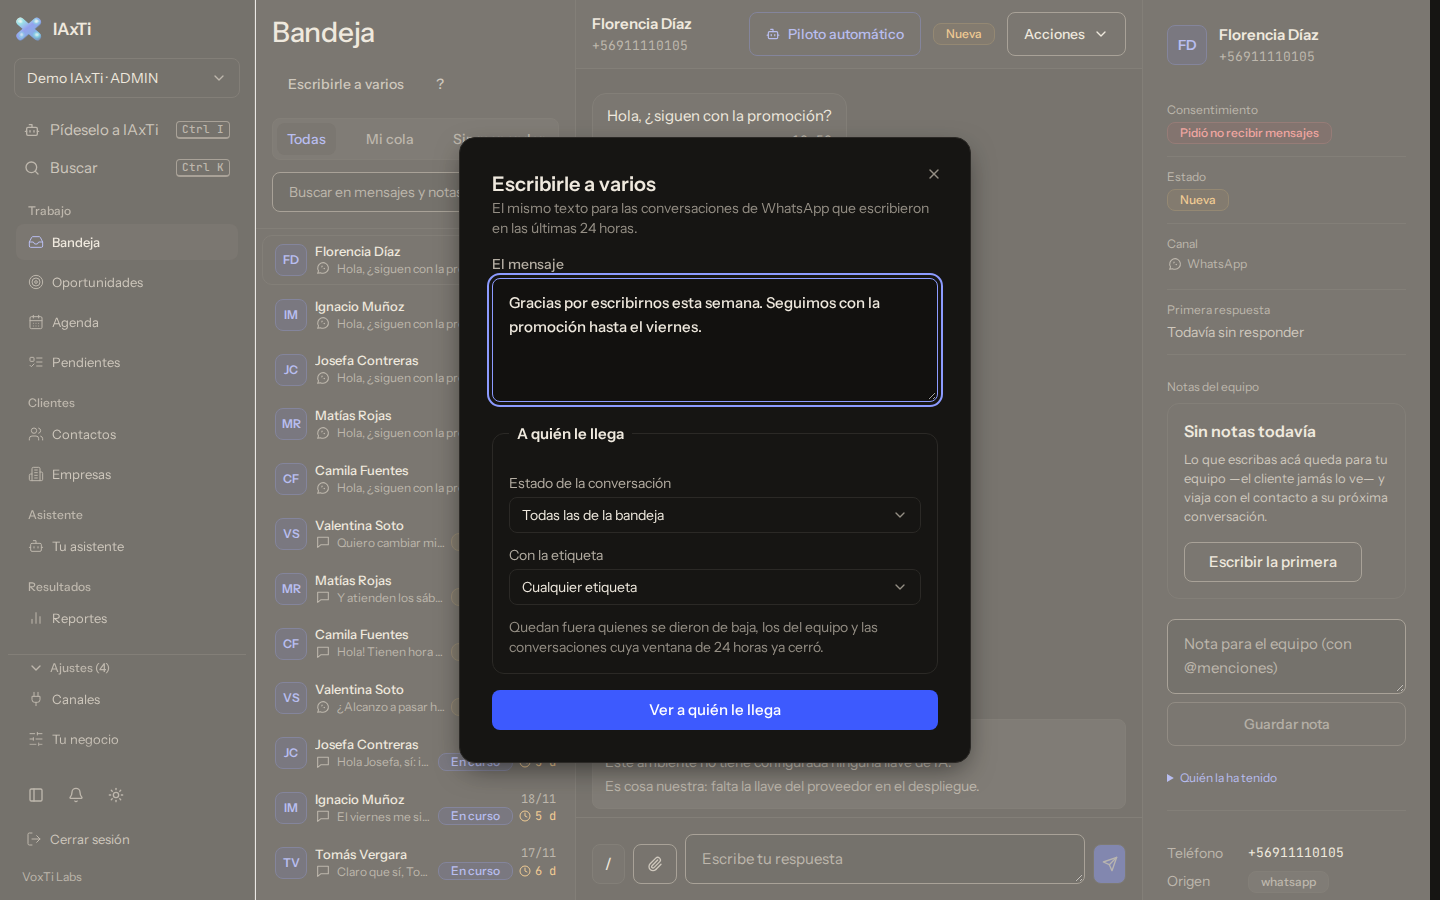 IAxTi
Demo IAxTi · ADMIN
Pídeselo a IAxTi
Ctrl I
Buscar
Ctrl K
Trabajo
Bandeja
Oportunidades
Agenda
Pendientes
Clientes
Contactos
Empresas
Asistente
Tu asistente
Resultados
Reportes
Ajustes (4)
Canales
Tu negocio
Cerrar sesión
VoxTi Labs
Bandeja
Escribirle a varios
?
Todas
Mi cola
Buscar en mensajes y notas
FD
Florencia Díaz
Hola, ¿siguen con la pr
IM
Ignacio Muñoz
Hola, ¿siguen con la pr
JC
Josefa Contreras
Hola, ¿siguen con la pr
MR
Matías Rojas
Hola, ¿siguen con la pr
CF
Camila Fuentes
Hola, ¿siguen con la pr
VS
Valentina Soto
Quiero cambiar mi...
MR
Matías Rojas
Y atienden los sáb...
CF
Camila Fuentes
Hola! Tienen hora ...
VS
Valentina Soto
¿Alcanzo a pasar h...
JC
Josefa Contreras
Hola Josefa, sí: i...
En curso
IM
Ignacio Muñoz
18/11
El viernes me si...
En curso
5 d
TV
Tomás Vergara
17/11
Claro que sí, To...
En curso
6 d
Florencia Díaz
+56911110105
Piloto automático
Nueva
Acciones
Hola, ¿siguen con la promoción?
Escribirle a varios
El mismo texto para las conversaciones de WhatsApp que escribieron
en las últimas 24 horas.
El mensaje
Gracias por escribirnos esta semana. Seguimos con la
promoción hasta el viernes.
A quién le llega
Estado de la conversación
Todas las de la bandeja
Con la etiqueta
Cualquier etiqueta
Quedan fuera quienes se dieron de baja, los del equipo y las
conversaciones cuya ventana de 24 horas ya cerró.
Ver a quién le llega
Este ambiente no tiene configurada ninguna llave de IA.
Es cosa nuestra: falta la llave del proveedor en el despliegue.
/
Escribe tu respuesta
FD
Florencia Díaz
+56911110105
Consentimiento
Pidió no recibir mensajes
Estado
Nueva
Canal
WhatsApp
Primera respuesta
Todavía sin responder
Notas del equipo
Sin notas todavía
Lo que escribas acá queda para tu
equipo —el cliente jamás lo ve— y
viaja con el contacto a su próxima
conversación.
Escribir la primera
Nota para el equipo (con
@menciones)
Guardar nota
Quién la ha tenido
Teléfono
+56911110105
Origen
whatsapp